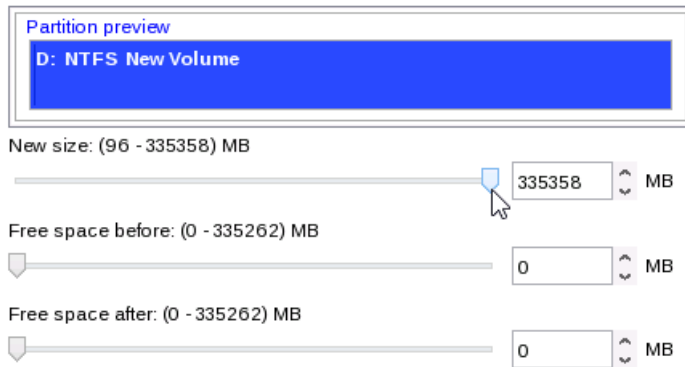 Partition preview
D: NTFS New Volume
New size: (96 - 335358) MB
335358 MB
Free space before: (0 - 335262) MB
0 MB
Free space after: (0 - 335262) MB
0 MB